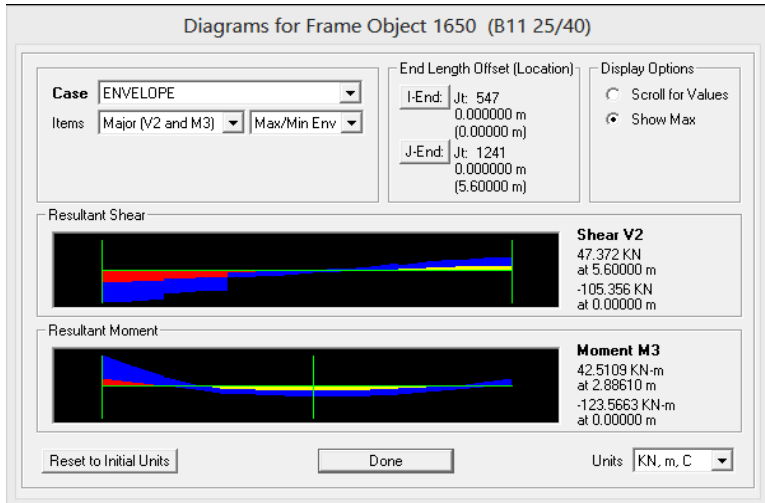 Diagrams for Frame Object 1650 (B11 25/40)
Case ENVELOPE
Items Major (V2 and M3) Max/Min Env
End Length Offset (Location)
I-End: Jt: 547
0.000000 m
(0.00000 m)
J-End: Jt: 1241
0.000000 m
(5.60000 m)
Display Options
Scroll for Values
Show Max
Resultant Shear
Shear V2
47.372 KN
at 5.60000 m
-105.356 KN
at 0.00000 m
Resultant Moment
Moment M3
42.5109 KN-m
at 2.88610 m
-123.5663 KN-m
at 0.00000 m
Reset to Initial Units Done Units KN, m, C